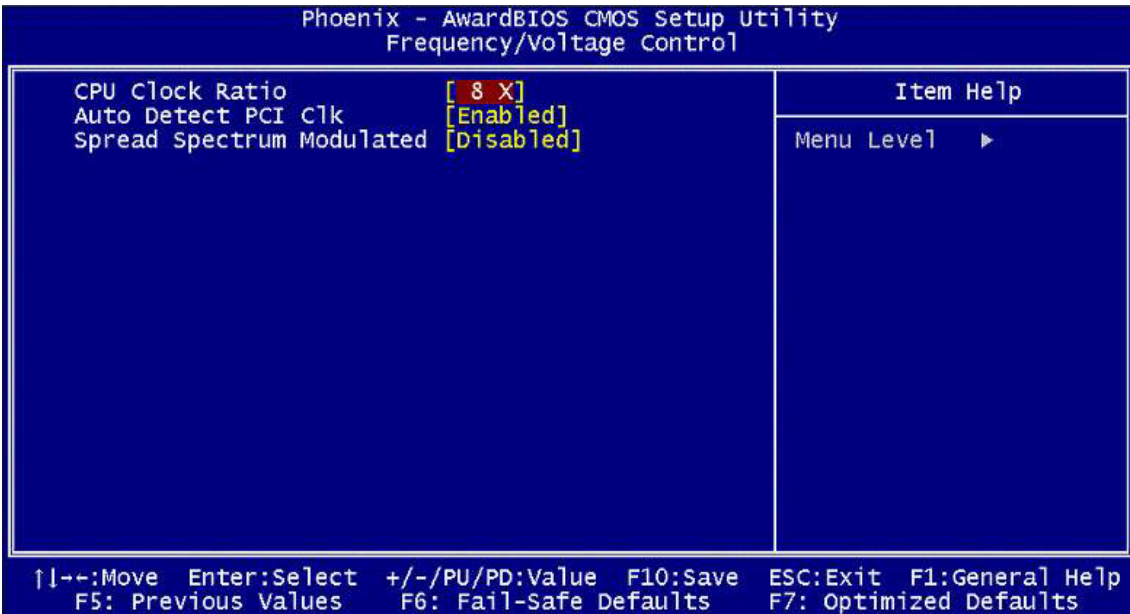 Phoenix - AwardBIOS CMOS Setup Utility
Frequency/Voltage Control
CPU Clock Ratio [ 8 X]
Auto Detect PCI Clk [Enabled]
Spread Spectrum Modulated [Disabled]
Item Help
Menu Level ▶
↑↓→←:Move Enter:Select +/-/PU/PD:Value F10:Save ESC:Exit F1:General Help
F5: Previous Values F6: Fail-Safe Defaults F7: Optimized Defaults